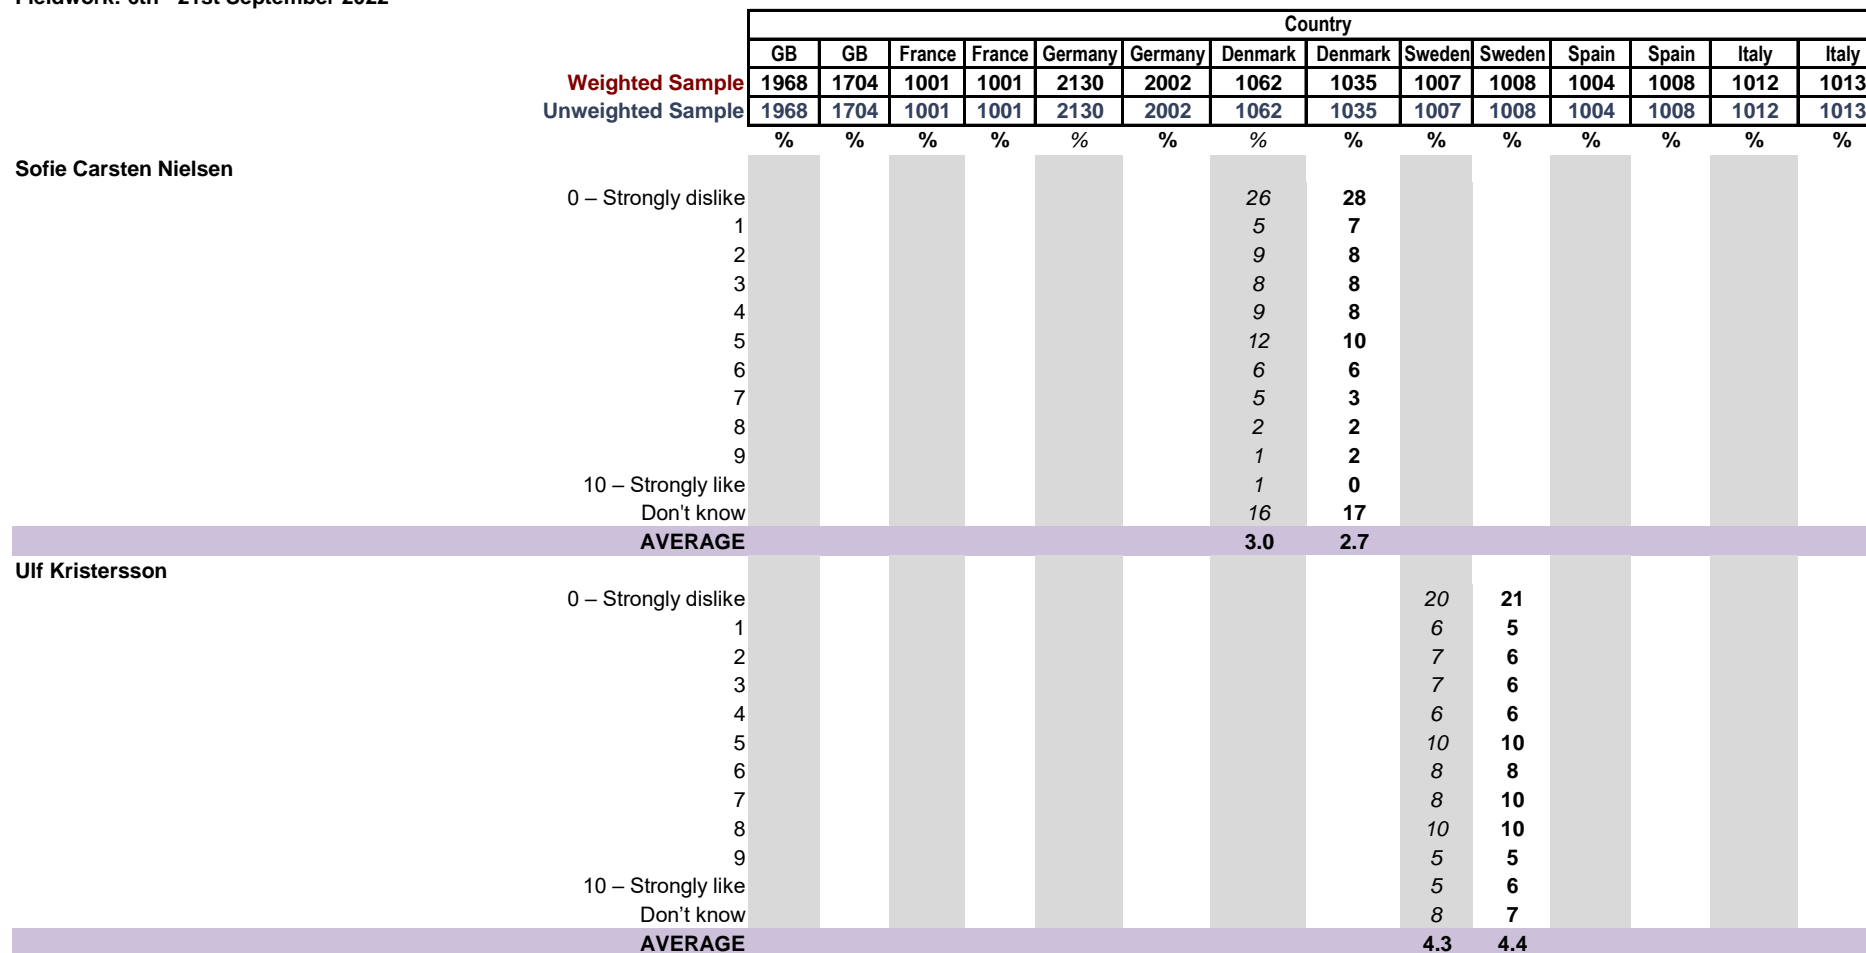 Country
GB GB France France Germany Germany Denmark Denmark Sweden Sweden Spain Spain Italy Italy
Weighted Sample 1968 1704 1001 1001 2130 2002 1062 1035 1007 1008 1004 1008 1012 1013
Unweighted Sample 1968 1704 1001 1001 2130 2002 1062 1035 1007 1008 1004 1008 1012 1013
% % % % % % % % % % % % % %
Sofie Carsten Nielsen
0 – Strongly dislike 26 28
1 5 7
2 9 8
3 8 8
4 9 8
5 12 10
6 6 6
7 5 3
8 2 2
9 1 2
10 – Strongly like 1 0
Don't know 16 17
AVERAGE 3.0 2.7
Ulf Kristersson
0 – Strongly dislike 20 21
1 6 5
2 7 6
3 7 6
4 6 6
5 10 10
6 8 8
7 8 10
8 10 10
9 5 5
10 – Strongly like 5 6
Don’t know 8 7
AVERAGE 4.3 4.4